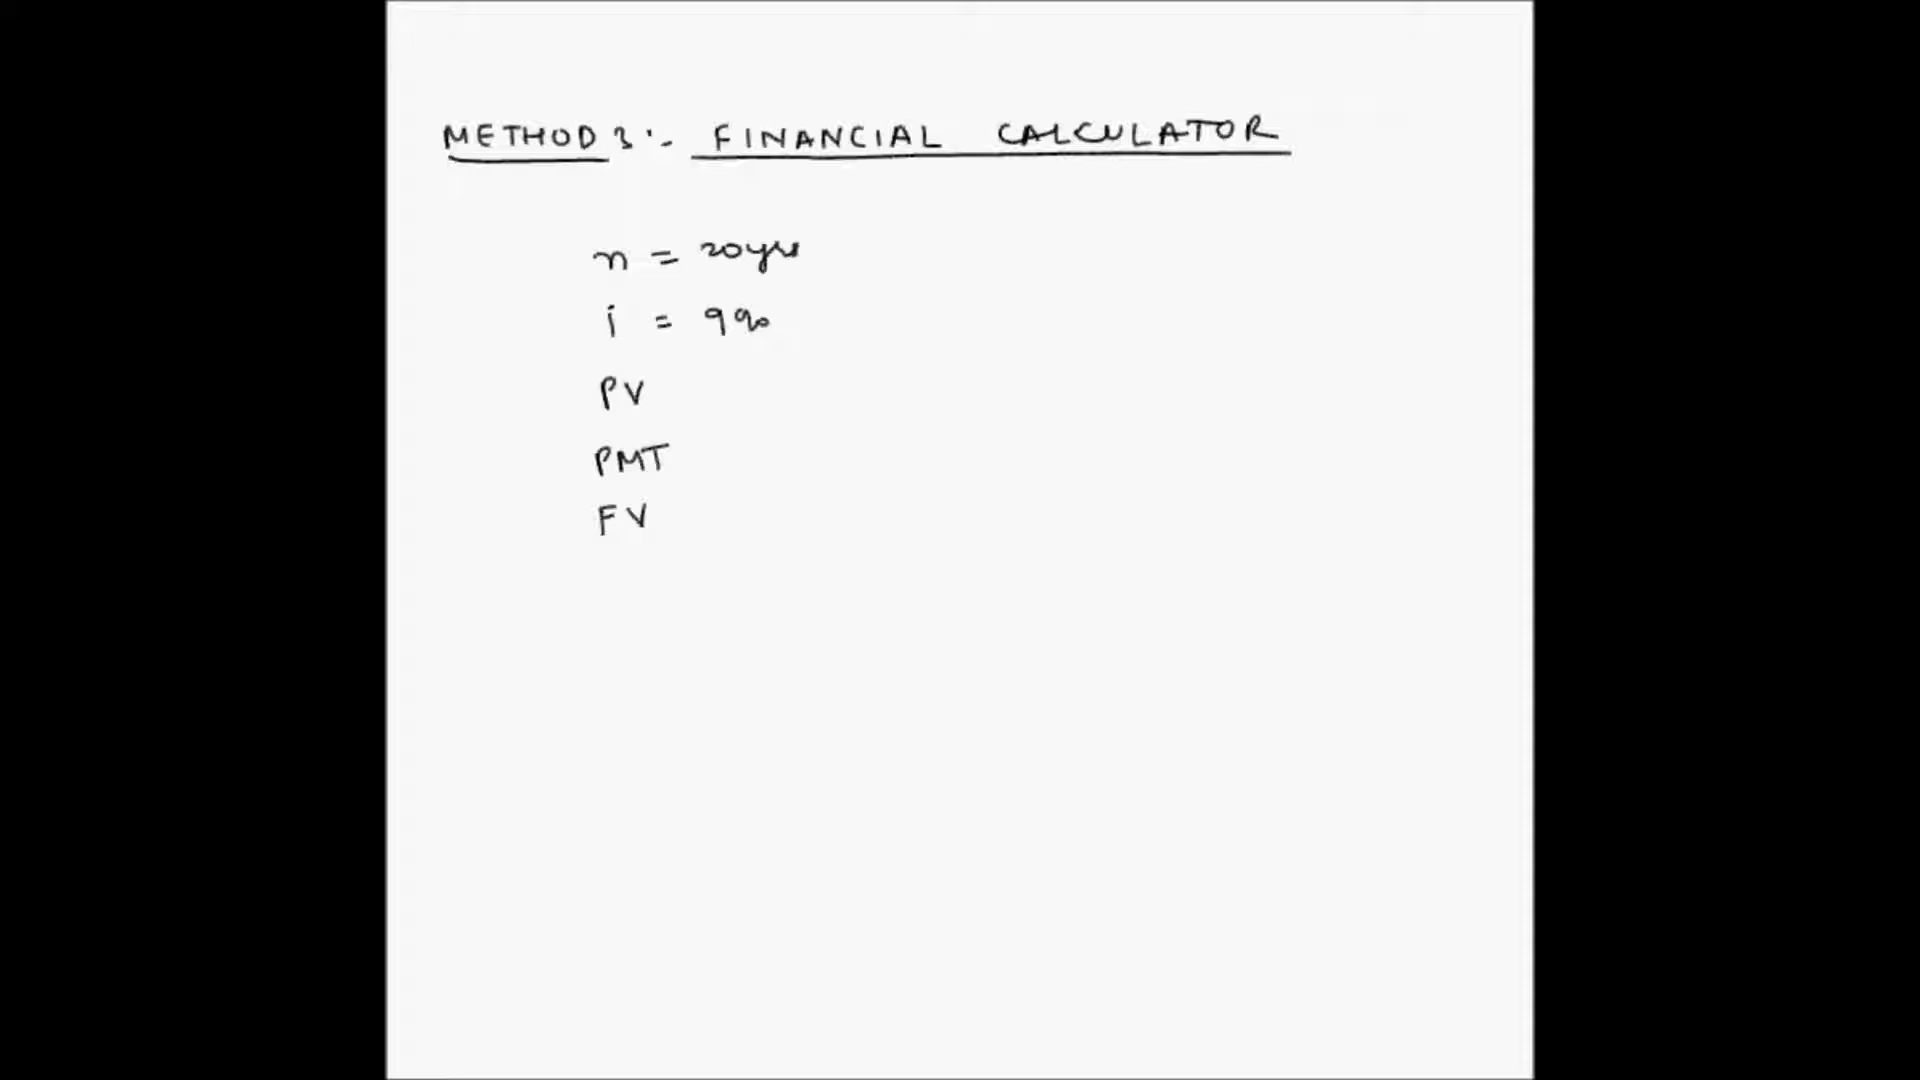 METHOD 3:- FINANCIAL CALCULATOR
n = 20yrs
i = 9%
PV
PMT
FV